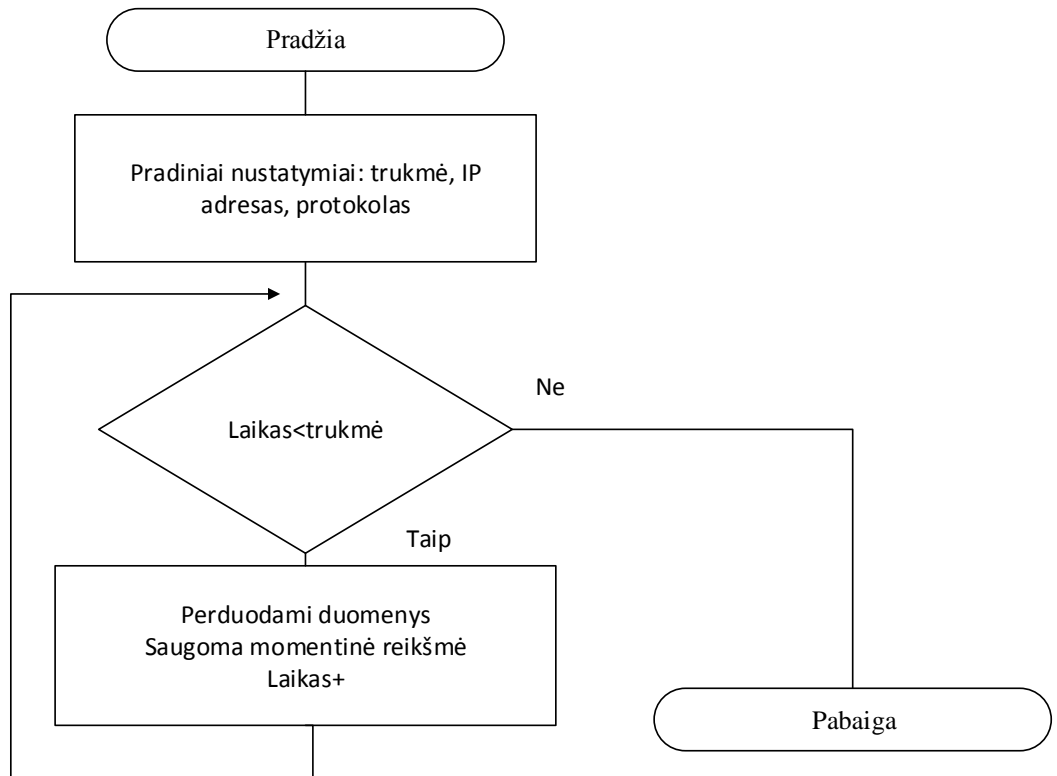 Pradžia
Pradiniai nustatymiai: trukmė, IP
adresas, protokolas
Ne
Laikas<trukmė
Taip
Perduodami duomenys
Saugoma momentinė reikšmė
Laikas+
Pabaiga